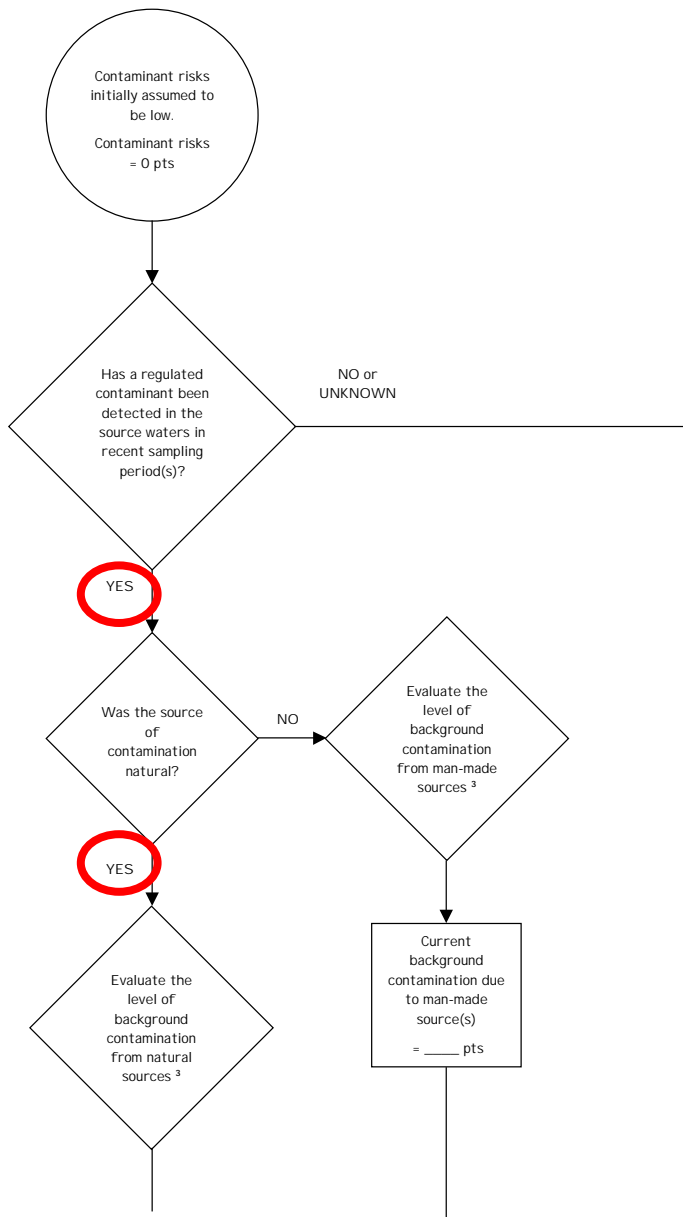 Contaminant risks
initially assumed to
be low.
Contaminant risks
= 0 pts
Has a regulated
contaminant been
detected in the
source waters in
recent sampling
period(s)?
NO or
UNKNOWN
YES
Was the source
of
contamination
natural?
NO
Evaluate the
level of
background
contamination
from man-made
sources ³
YES
Evaluate the
level of
background
contamination
from natural
sources ³
Current
background
contamination due
to man-made
source(s)
= _____ pts